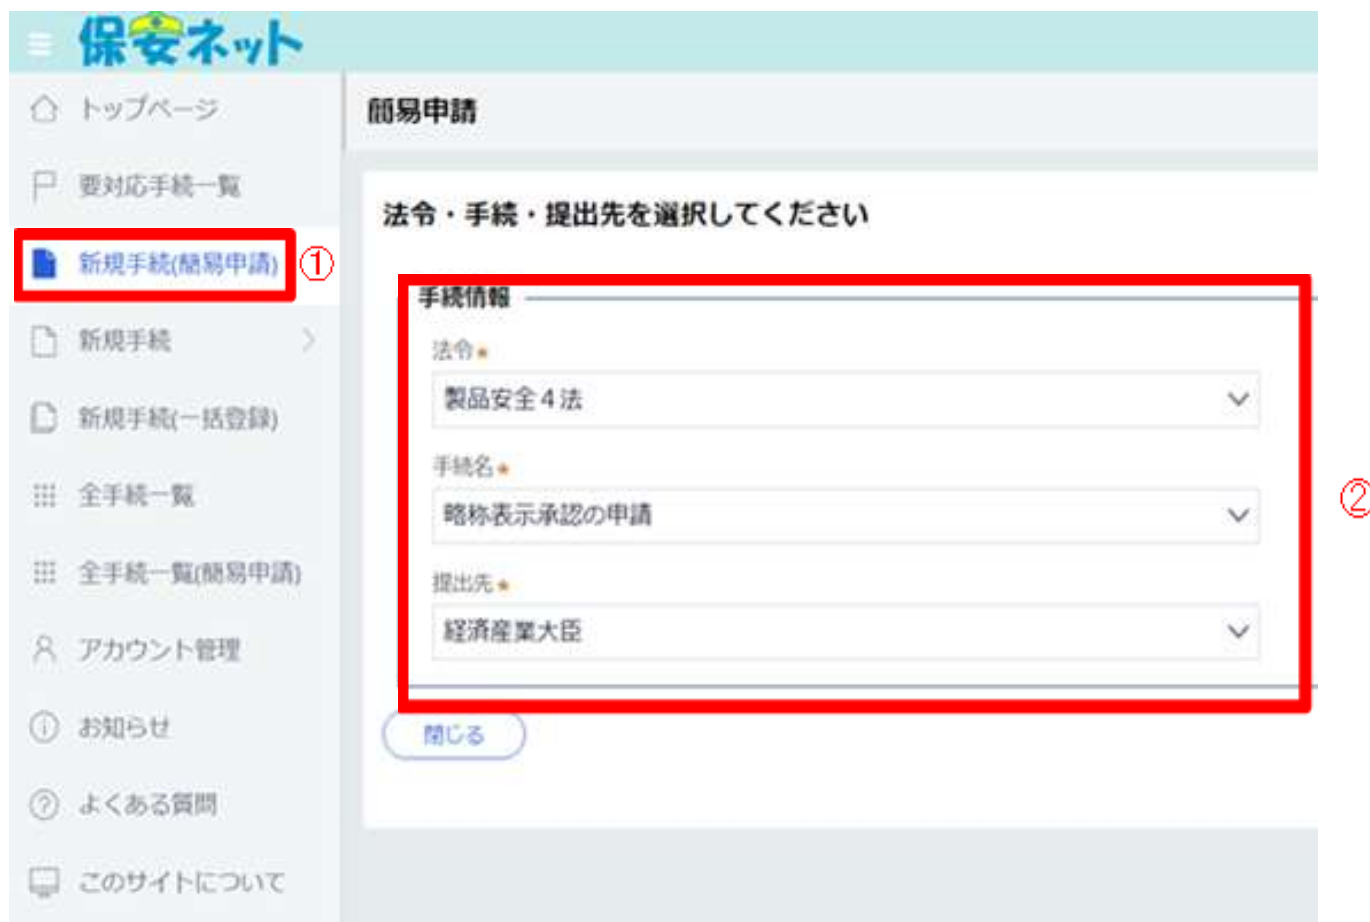 保安ネット
トップページ
要対応手続一覧
新規手続(簡易申請)
①
新規手続
新規手続(一括登録)
全手続一覧
全手続一覧(簡易申請)
アカウント管理
お知らせ
よくある質問
このサイトについて
簡易申請
法令・手続・提出先を選択してください
手続情報
法令★
製品安全4法
手続名★
略称表示承認の申請
提出先★
経済産業大臣
②
閉じる